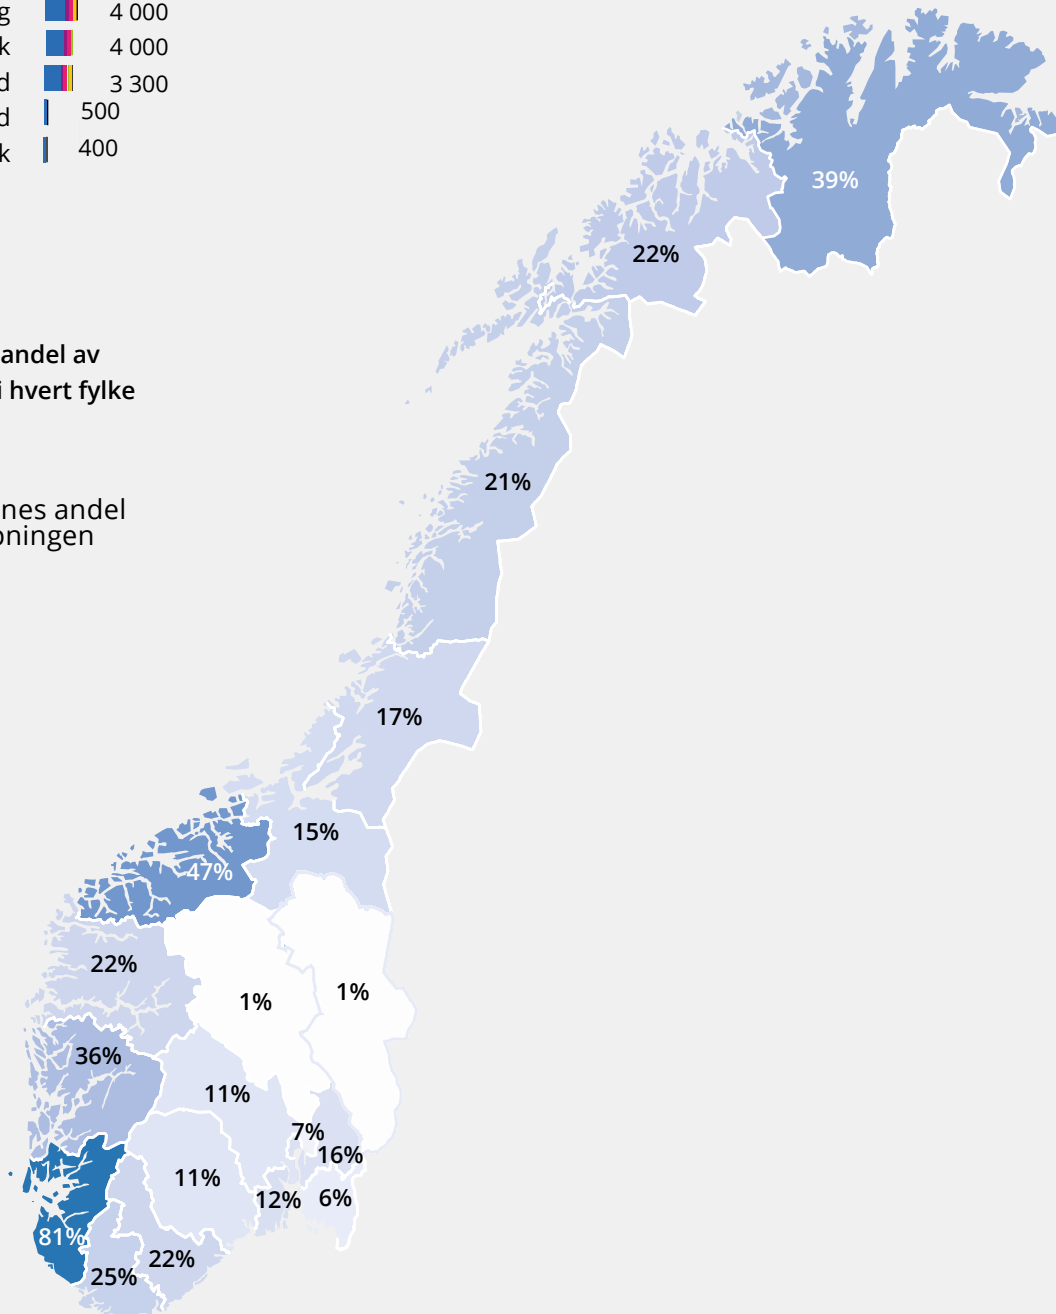 g 4 000
k 4 000
d 3 300
d 500
k 400
andel av
i hvert fylke
nes andel
pningen
39%
22%
21%
17%
15%
47%
22%
1%
1%
36%
11%
7%
16%
11%
12%
6%
81%
22%
25%